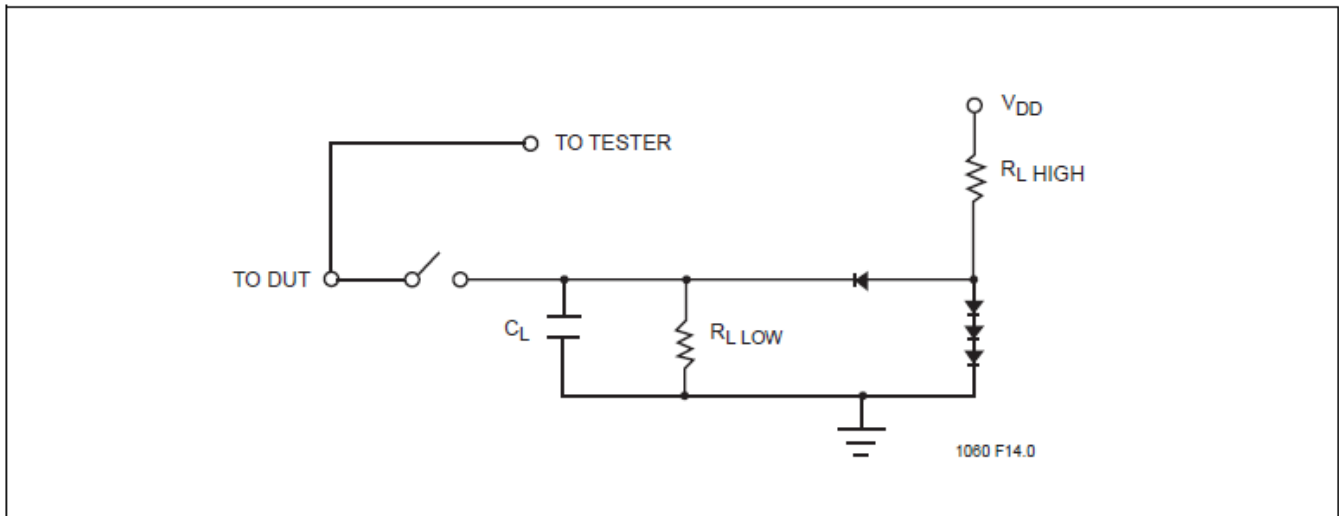 VDD
TO TESTER
RL HIGH
TO DUT
CL
RL LOW
1060 F14.0